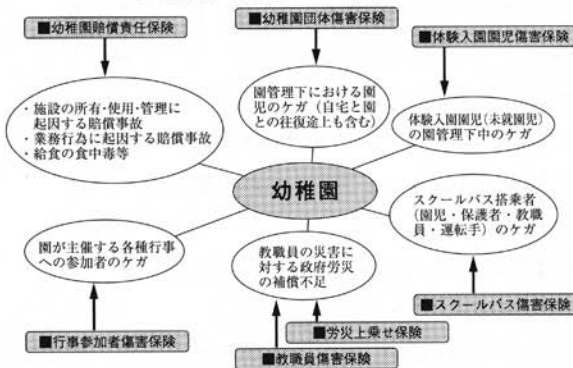 ■幼稚園賠償責任保険
■幼稚園団体傷害保険
■体験入園園児傷害保険
・施設の所有・使用・管理に
起因する賠償事故
・業務行為に起因する賠償事故
・給食の食中毒等
園管理下における園
児のケガ(自宅と園
との往復途上も含む)
体験入園園児(未就園児)
の園管理下中のケガ
幼稚園
園が主催する各種行事
への参加者のケガ
教職員の災害に
対する政府労災
の補償不足
スクールバス搭乗者
(園児・保護者・教職
員・運転手)のケガ
■行事参加者傷害保険
■教職員傷害保険
■労災上乗せ保険
■スクールバス傷害保険